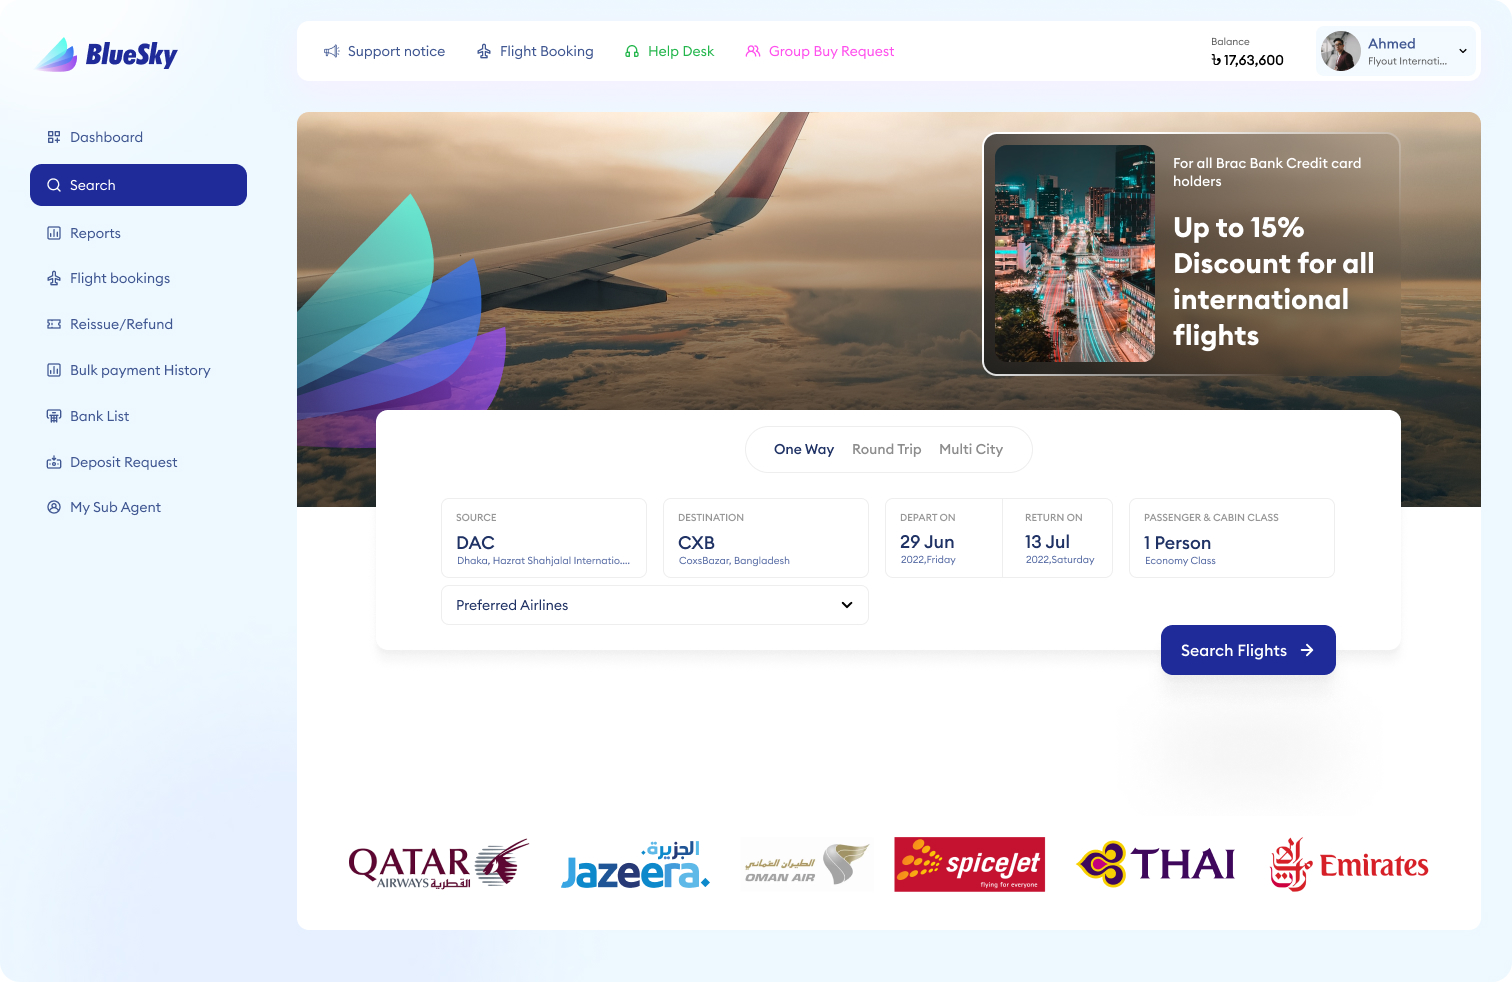 BlueSky
Support notice
Flight Booking
Help Desk
Group Buy Request
Balance
৳ 17,63,600
Ahmed
Flyout Internati...
Dashboard
Search
Reports
Flight bookings
Reissue/Refund
Bulk payment History
Bank List
Deposit Request
My Sub Agent
For all Brac Bank Credit card
holders
Up to 15%
Discount for all
international
flights
One Way
Round Trip
Multi City
SOURCE
DAC
Dhaka, Hazrat Shahjalal Internatio....
DESTINATION
CXB
CoxsBazar, Bangladesh
DEPART ON
29 Jun
2022,Friday
RETURN ON
13 Jul
2022,Saturday
PASSENGER & CABIN CLASS
1 Person
Economy Class
Preferred Airlines
Search Flights
QATAR
AIRWAYS القطرية
الجزيرة
Jazeera
الطيران العماني
OMAN AIR
spiceJet
flying for everyone
THAI
Emirates